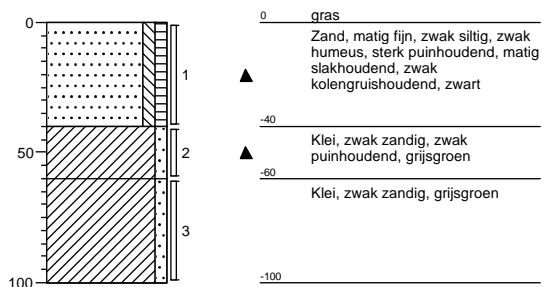 0
50
100
1
2
3
0 gras
Zand, matig fijn, zwak siltig, zwak
humeus, sterk puinhoudend, matig
slakhoudend, zwak
kolengruishoudend, zwart
-40
Klei, zwak zandig, zwak
puinhoudend, grijsgroen
-60
Klei, zwak zandig, grijsgroen
-100